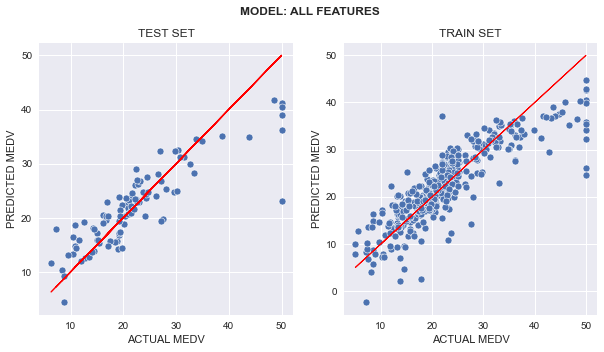 MODEL: ALL FEATURES
TEST SET
50
40
30
20
10
PREDICTED MEDV
10 20 30 40 50
ACTUAL MEDV
TRAIN SET
50
40
30
20
10
0
PREDICTED MEDV
10 20 30 40 50
ACTUAL MEDV